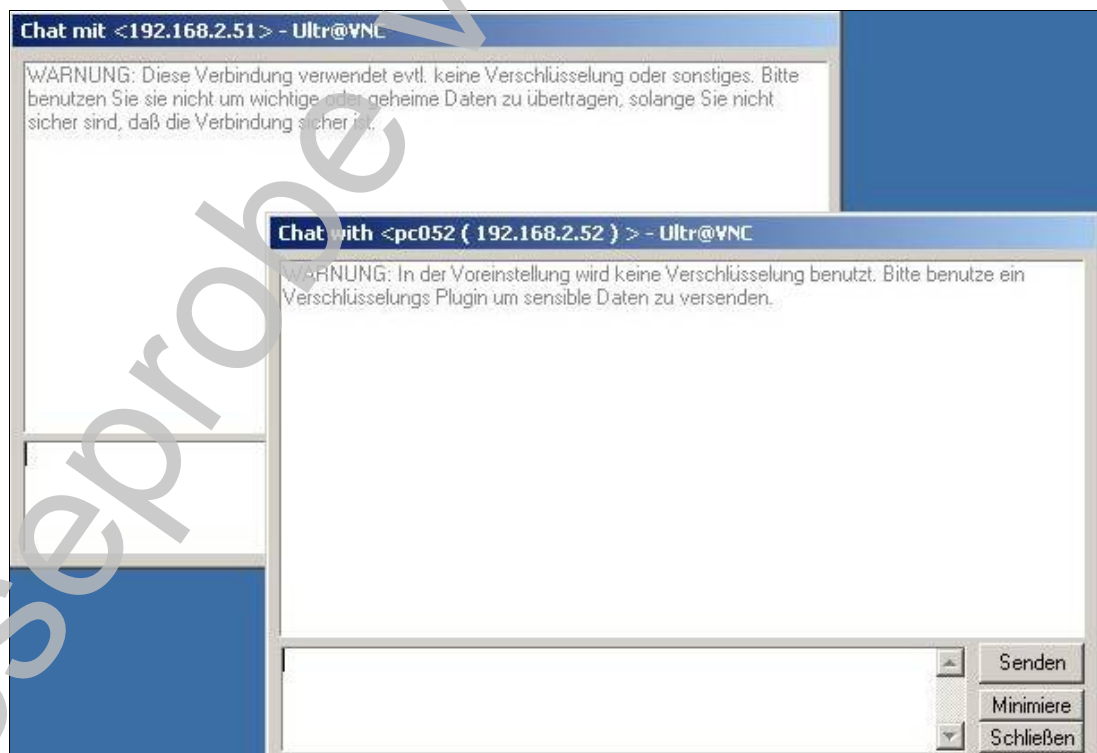 Chat mit <192.168.2.51> - Ultr@VNC
WARNUNG: Diese Verbindung verwendet evtl. keine Verschlüsselung oder sonstiges. Bitte
benutzen Sie sie nicht um wichtige oder geheime Daten zu übertragen, solange Sie nicht
sicher sind, daß die Verbindung sicher ist.
Chat with <pc052 ( 192.168.2.52 ) > - Ultr@VNC
WARNUNG: In der Voreinstellung wird keine Verschlüsselung benutzt. Bitte benutze ein
Verschlüsselungs Plugin um sensible Daten zu versenden.
Senden
Minimiere
Schließen
seprobe